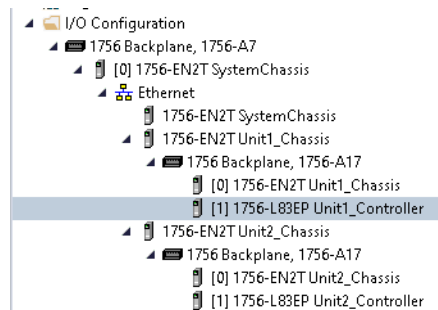 I/O Configuration
1756 Backplane, 1756-A7
[0] 1756-EN2T SystemChassis
Ethernet
1756-EN2T SystemChassis
1756-EN2T Unit1_Chassis
1756 Backplane, 1756-A17
[0] 1756-EN2T Unit1_Chassis
[1] 1756-L83EP Unit1_Controller
1756-EN2T Unit2_Chassis
1756 Backplane, 1756-A17
[0] 1756-EN2T Unit2_Chassis
[1] 1756-L83EP Unit2_Controller